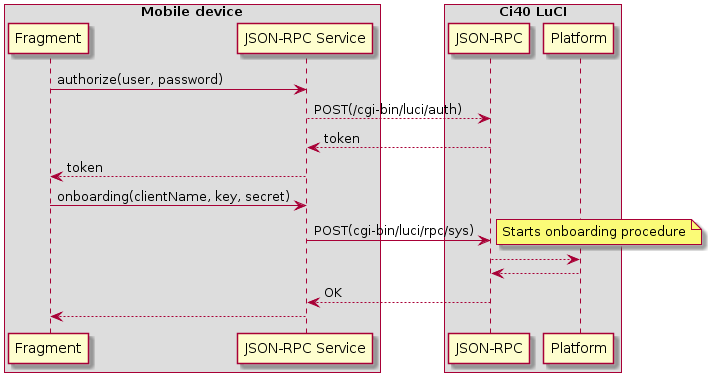 Mobile device
Ci40 LuCI
Fragment
JSON-RPC Service
JSON-RPC
Platform
authorize(user, password)
POST(/cgi-bin/luci/auth)
token
token
onboarding(clientName, key, secret)
POST(cgi-bin/luci/rpc/sys)
Starts onboarding procedure
OK
Fragment
JSON-RPC Service
JSON-RPC
Platform